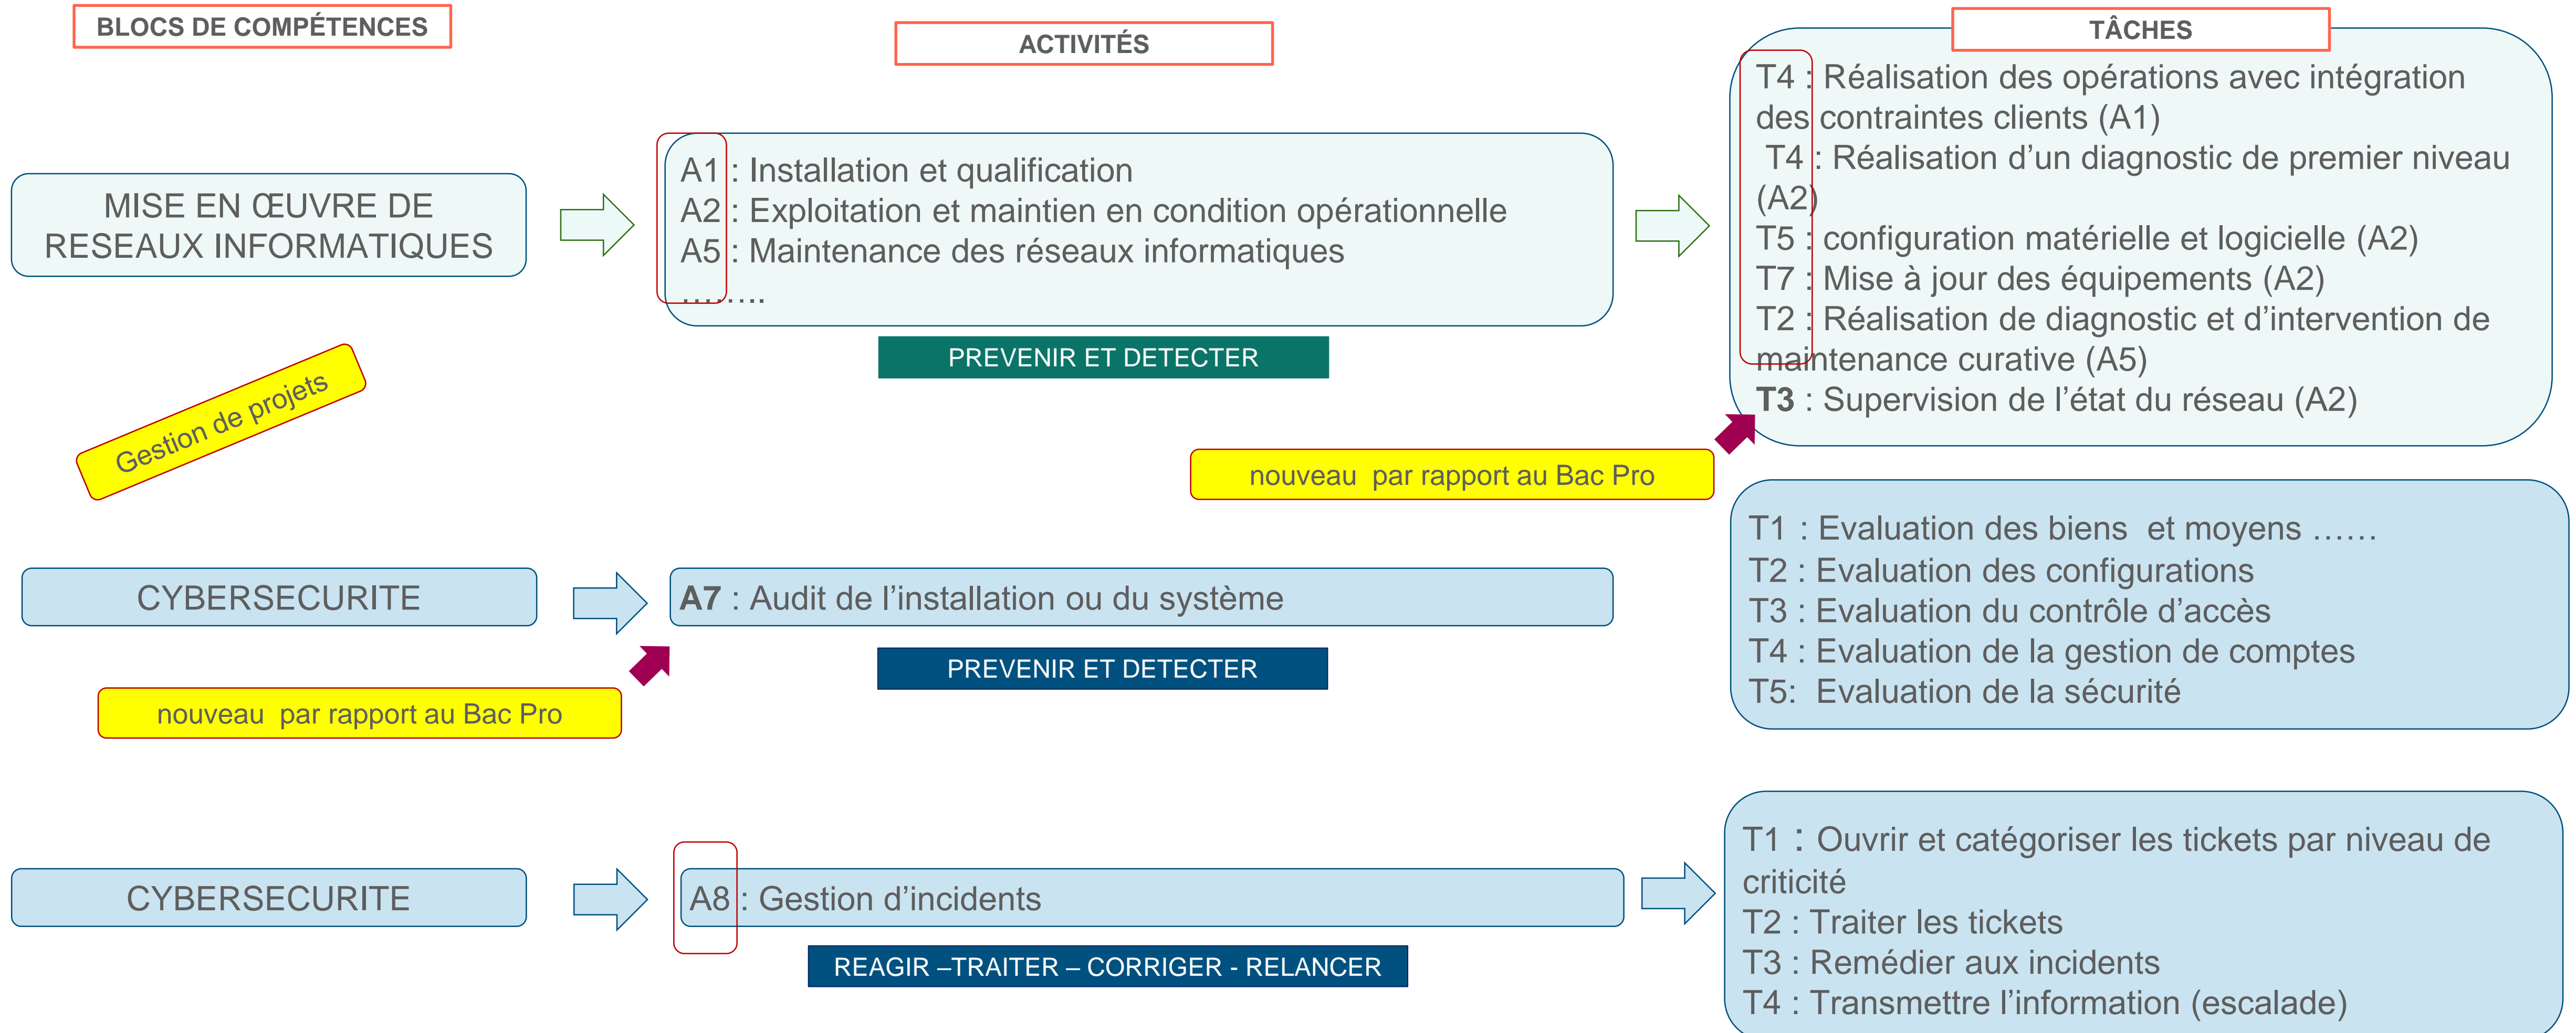 BLOCS DE COMPÉTENCES
ACTIVITÉS
TÂCHES
MISE EN ŒUVRE DE
RESEAUX INFORMATIQUES
A1 : Installation et qualification
A2 : Exploitation et maintien en condition opérationnelle
A5 : Maintenance des réseaux informatiques
........
PREVENIR ET DETECTER
T4 : Réalisation des opérations avec intégration
des contraintes clients (A1)
T4 : Réalisation d’un diagnostic de premier niveau
(A2)
T5 : configuration matérielle et logicielle (A2)
T7 : Mise à jour des équipements (A2)
T2 : Réalisation de diagnostic et d’intervention de
maintenance curative (A5)
T3 : Supervision de l’état du réseau (A2)
Gestion de projets
nouveau par rapport au Bac Pro
CYBERSECURITE
A7 : Audit de l’installation ou du système
PREVENIR ET DETECTER
nouveau par rapport au Bac Pro
T1 : Evaluation des biens et moyens ……
T2 : Evaluation des configurations
T3 : Evaluation du contrôle d’accès
T4 : Evaluation de la gestion de comptes
T5: Evaluation de la sécurité
CYBERSECURITE
A8 : Gestion d’incidents
REAGIR –TRAITER – CORRIGER - RELANCER
T1 : Ouvrir et catégoriser les tickets par niveau de
criticité
T2 : Traiter les tickets
T3 : Remédier aux incidents
T4 : Transmettre l’information (escalade)